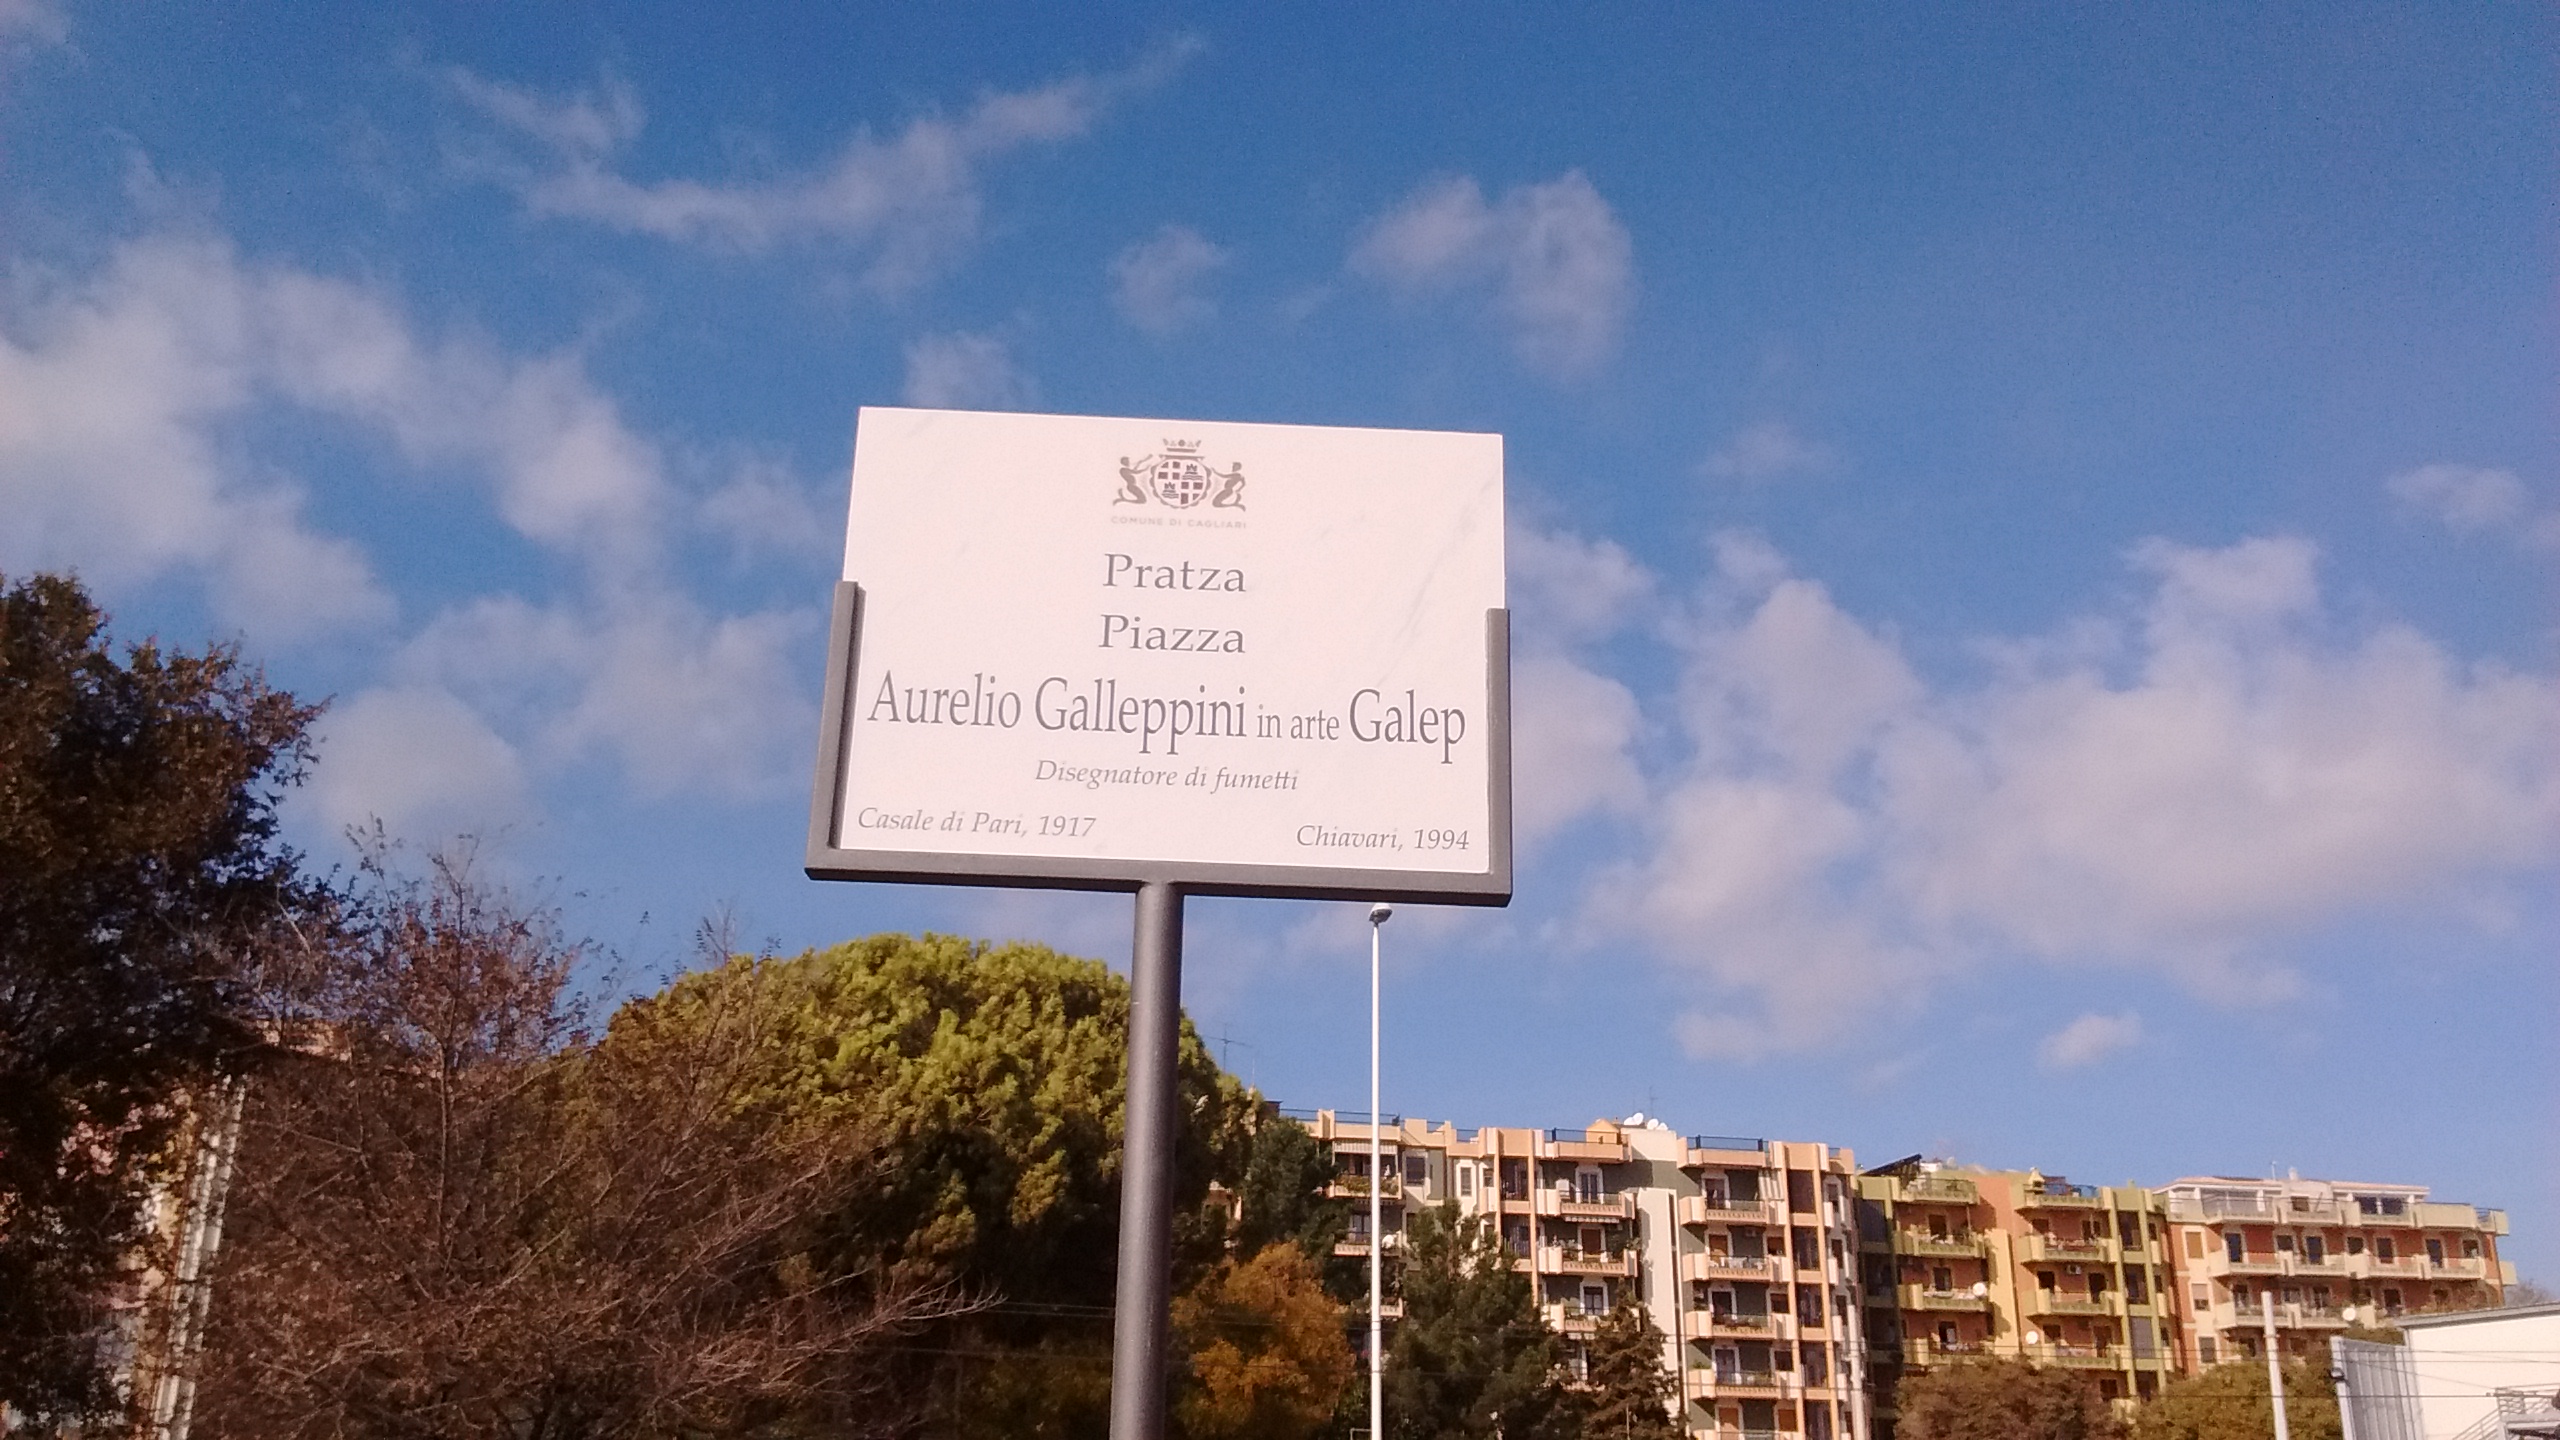 COMUNE DI CAGLIARI
Pratza
Piazza
Aurelio Galleppini in arte Galep
Disegnatore di fumetti
Casale di Pari, 1917
Chiavari, 1994